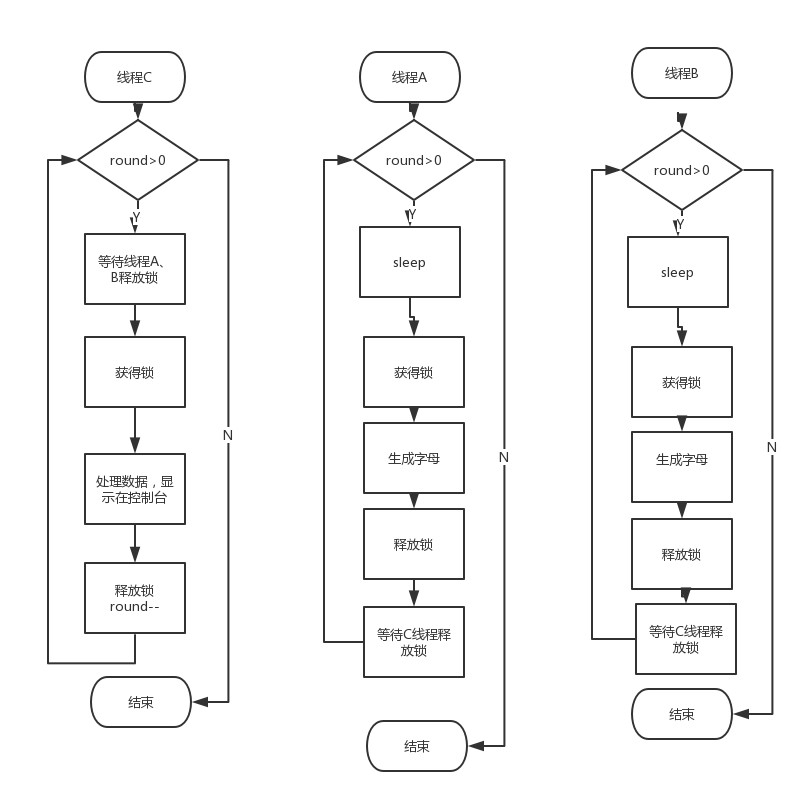 线程C
round>0
Y
等待线程A、
B释放锁
获得锁
处理数据，显
示在控制台
释放锁
round--
N
结束
线程A
round>0
Y
sleep
获得锁
生成字母
释放锁
等待C线程释
放锁
N
结束
线程B
round>0
Y
sleep
获得锁
生成字母
释放锁
等待C线程释
放锁
N
结束